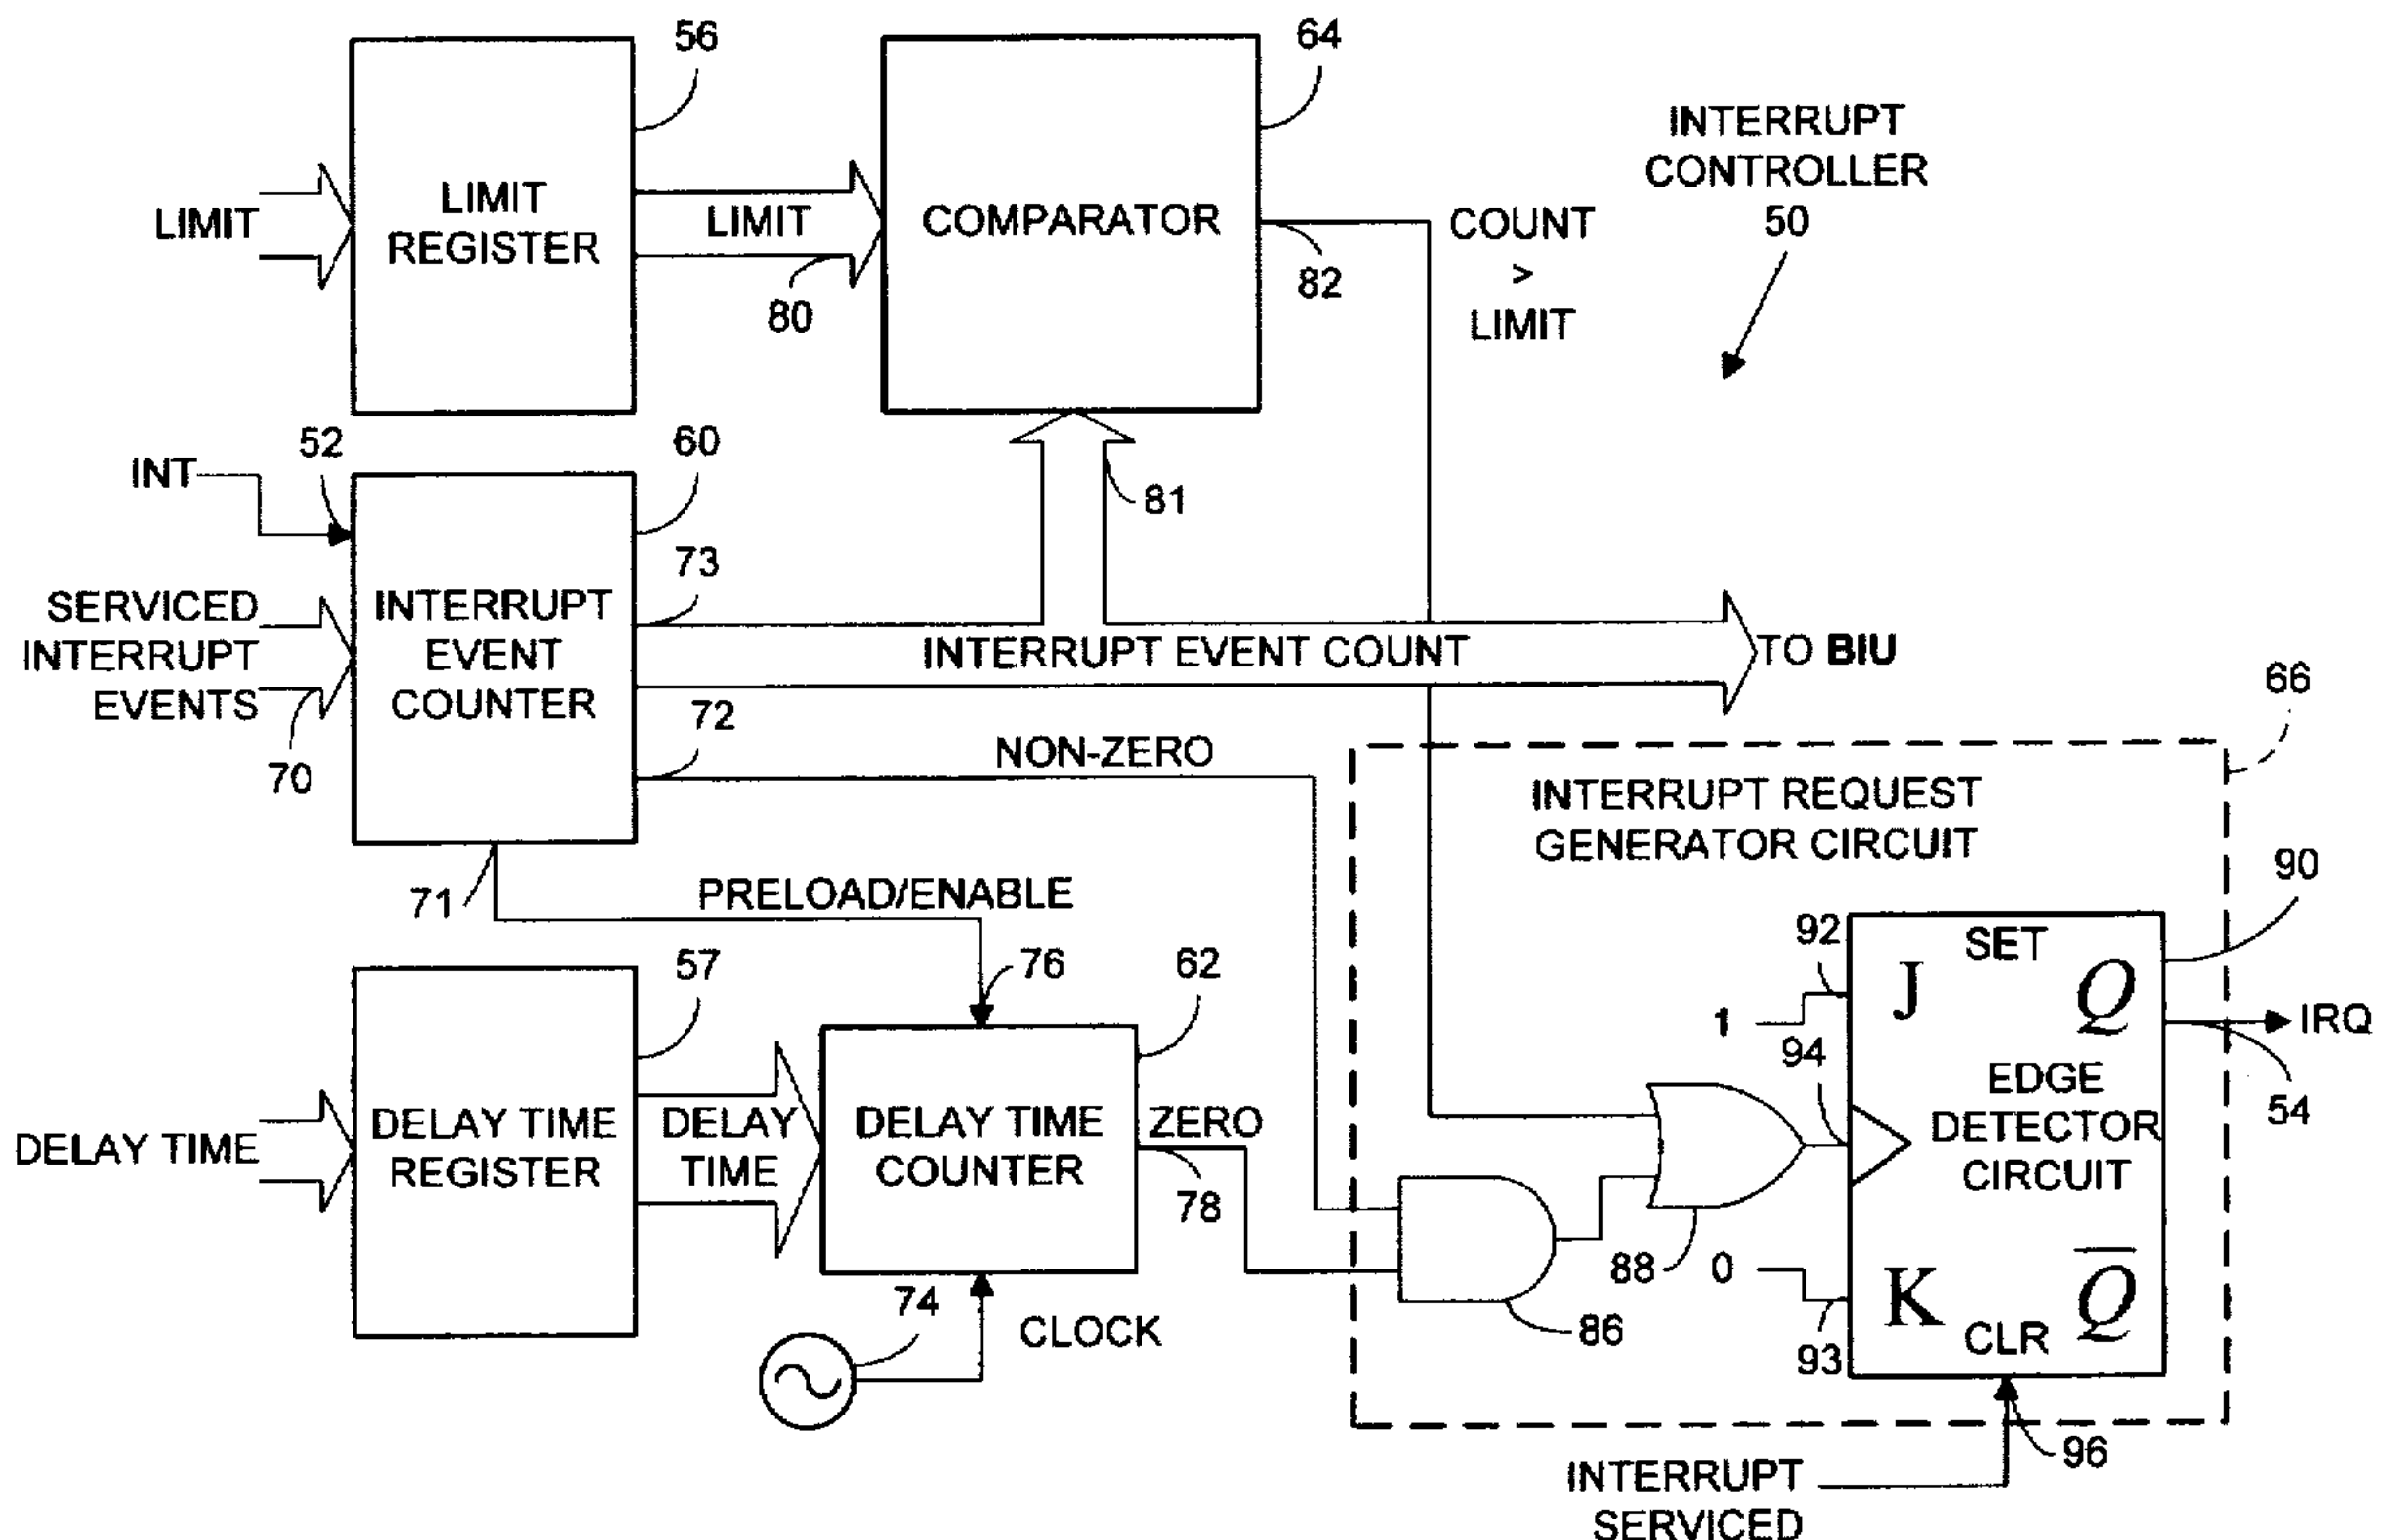 56
64
INTERRUPT
CONTROLLER
50
LIMIT
LIMIT
REGISTER
LIMIT
80
COMPARATOR
82
COUNT
>
LIMIT
INT
52
60
81
73
SERVICED
INTERRUPT
EVENTS
70
INTERRUPT
EVENT
COUNTER
INTERRUPT EVENT COUNT
TO BIU
72
NON-ZERO
66
INTERRUPT REQUEST
GENERATOR CIRCUIT
71
PRELOAD/ENABLE
90
57
76
62
92
SET
J
Q
1
94
IRQ
54
DELAY TIME
DELAY TIME
REGISTER
DELAY
TIME
DELAY TIME
COUNTER
ZERO
78
EDGE
DETECTOR
CIRCUIT
88
0
K
Q̅
CLR
93
86
74
CLOCK
96
INTERRUPT
SERVICED